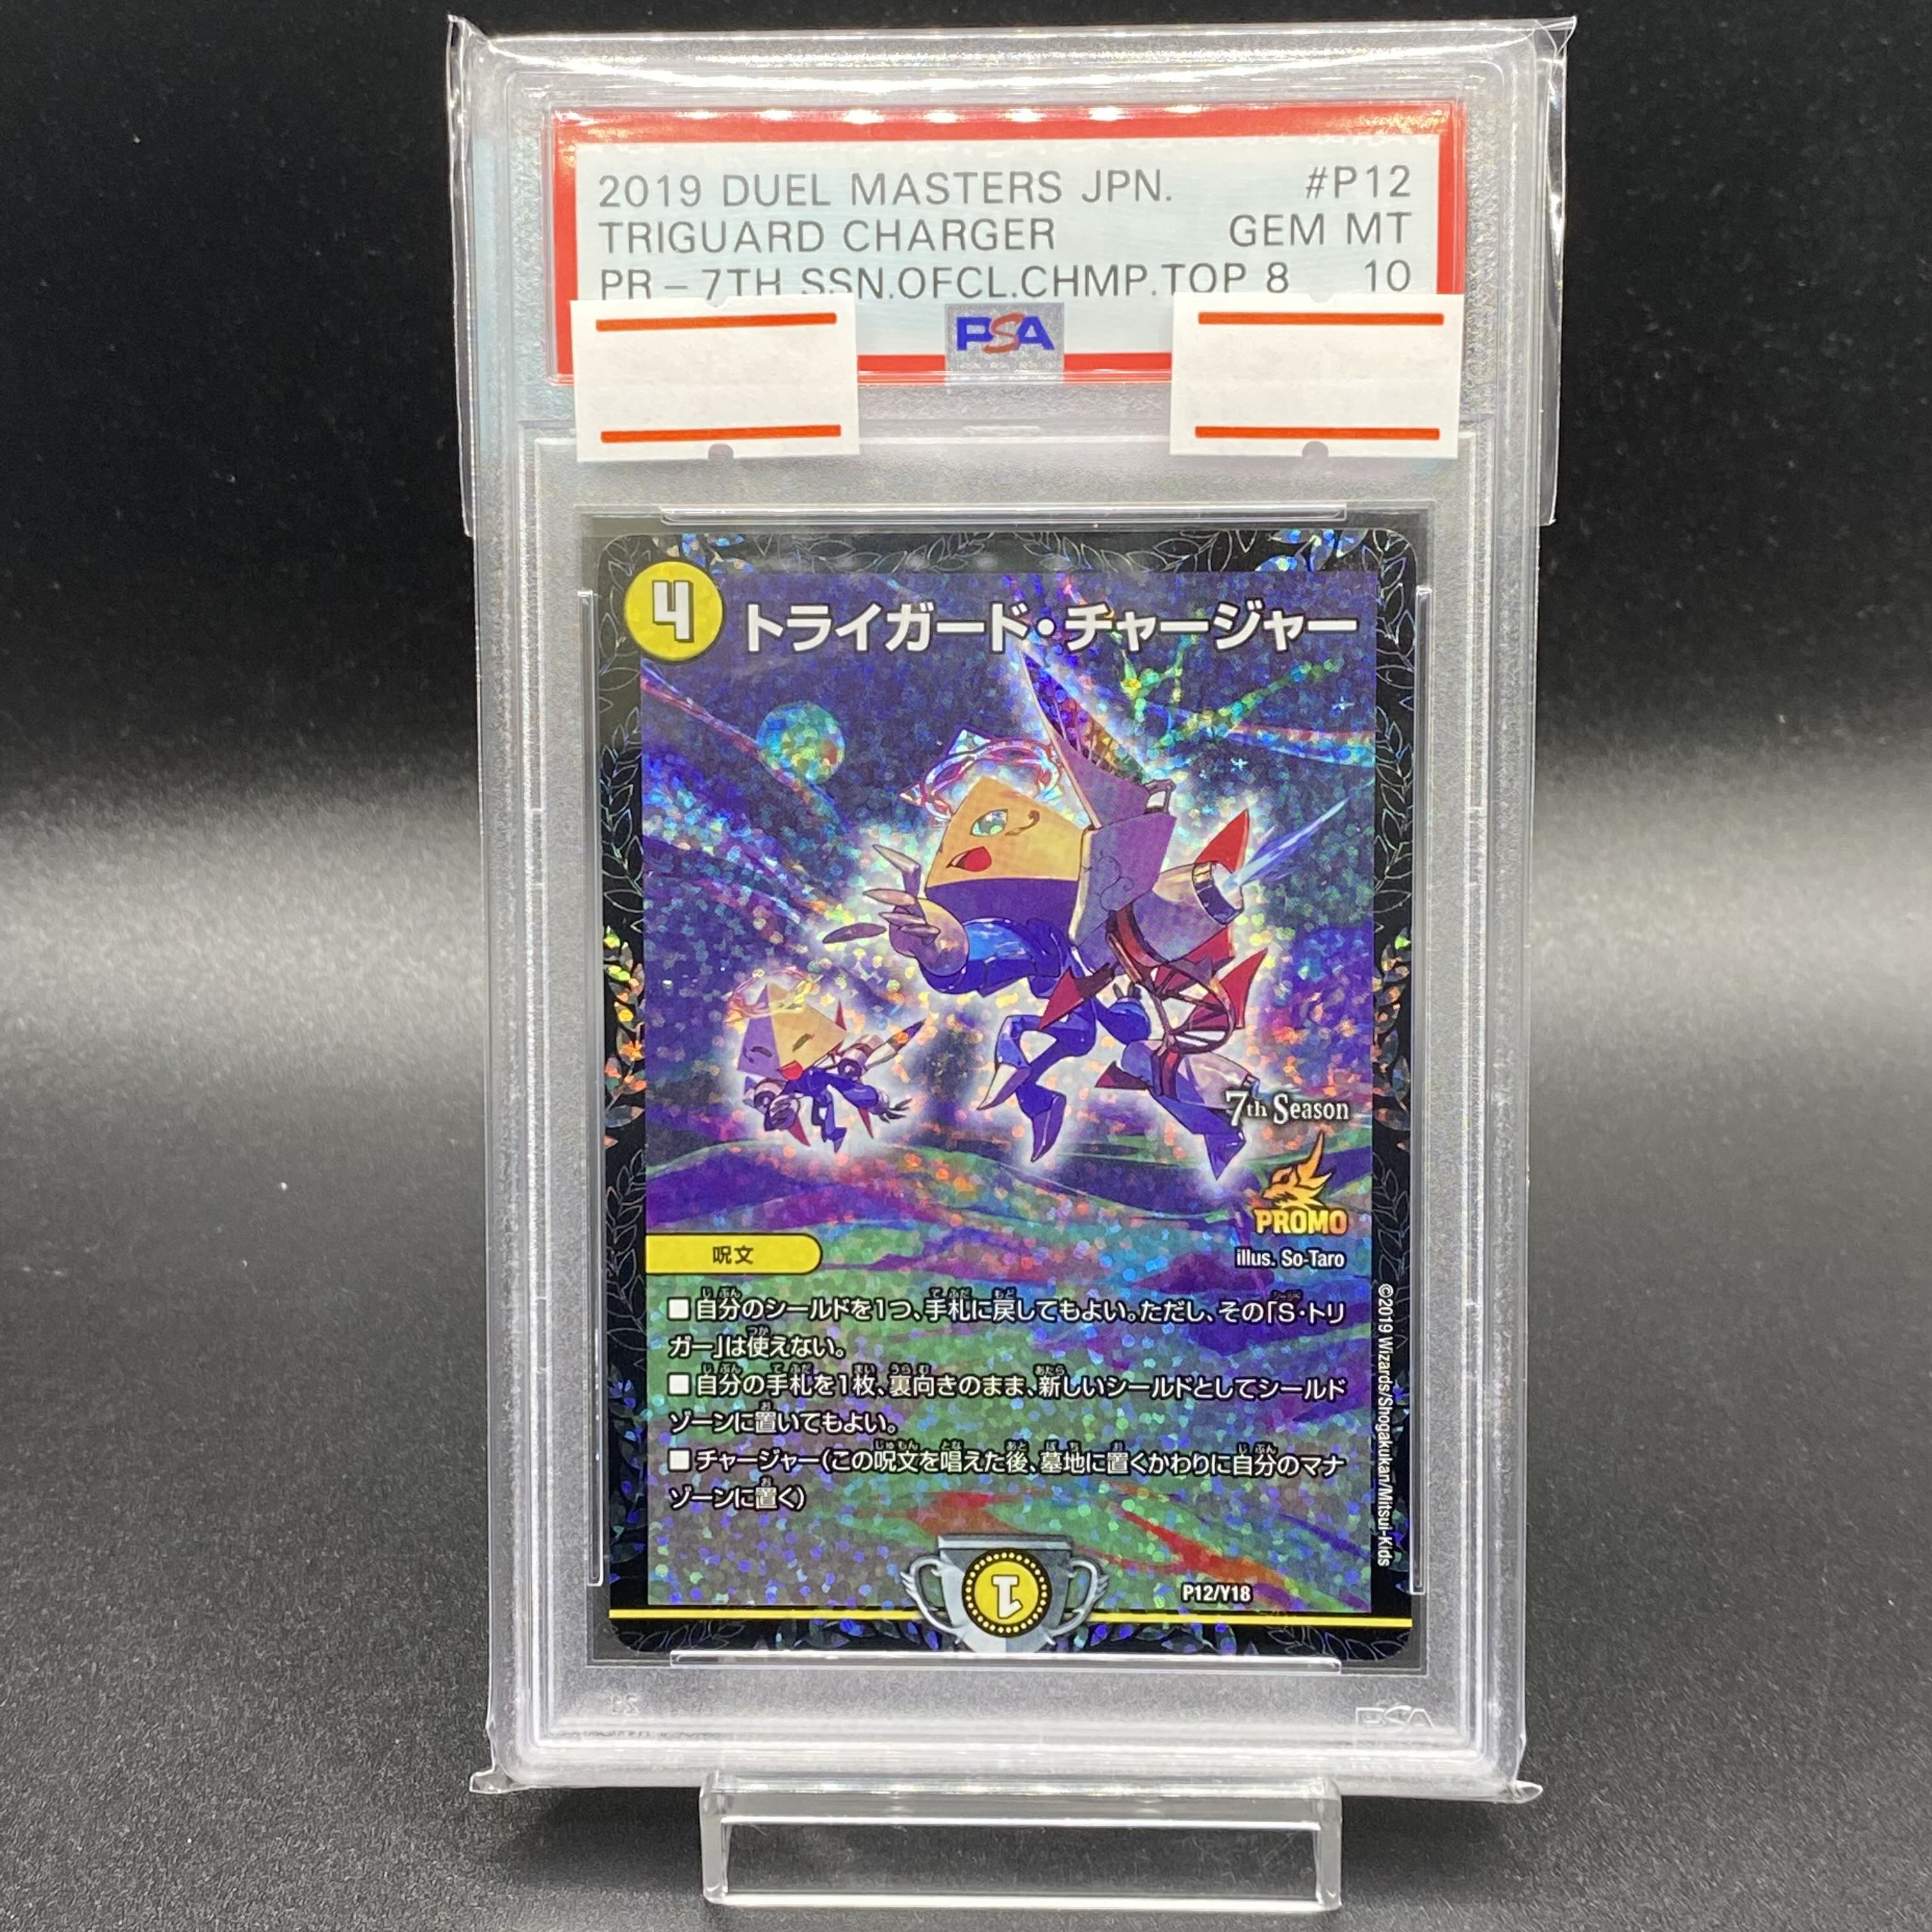 2019 DUEL MASTERS JPN. #P12
TRIGUARD CHARGER GEM MT
PR - 7TH SSN.OFCL.CHMP.TOP 8 10
PSA
4
トライガード・チャージャー
7th Season
PROMO
呪文
illus. So-Taro
■自分のシールドを1つ、手札に戻してもよい。ただし、その「S・トリ
ガー」は使えない。
■自分の手札を1枚、裏向きのまま、新しいシールドとしてシールド
ゾーンに置いてもよい。
■チャージャー(この呪文を唱えた後、墓地に置くかわりに自分のマナ
ゾーンに置く)
©2019 Wizards/Shogakukan/Mitsui-Kids
1
P12/Y18
PSA